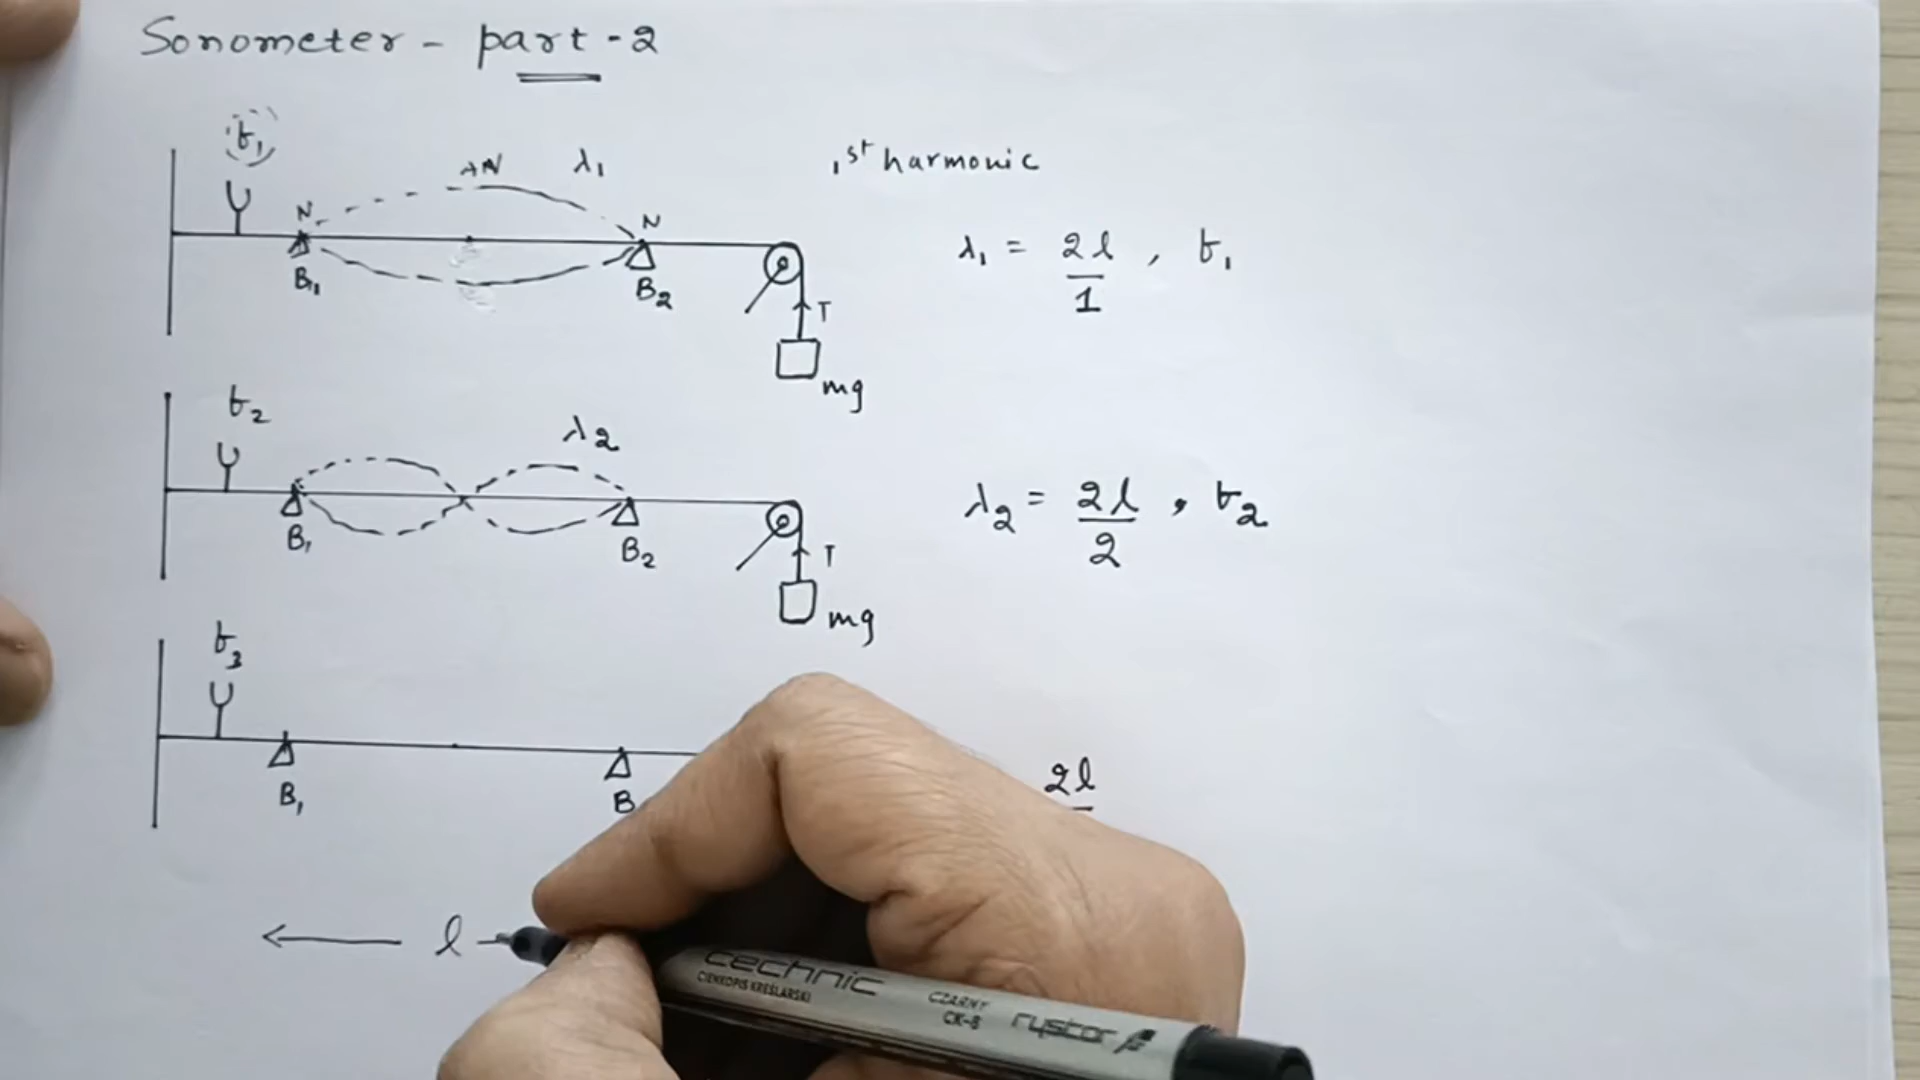 Sonometer - part - 2
f₁
AN λ₁
1st harmonic
N N
B₁ B₂
λ₁ = 2l/1 , f₁
T
mg
f₂
λ₂
B₁ B₂
λ₂ = 2l/2 , f₂
T
mg
f₃
B₁ B
2l
l
technic
CIENKOPIS KREŚLARSKI
CZARNY
CK-8
rystor